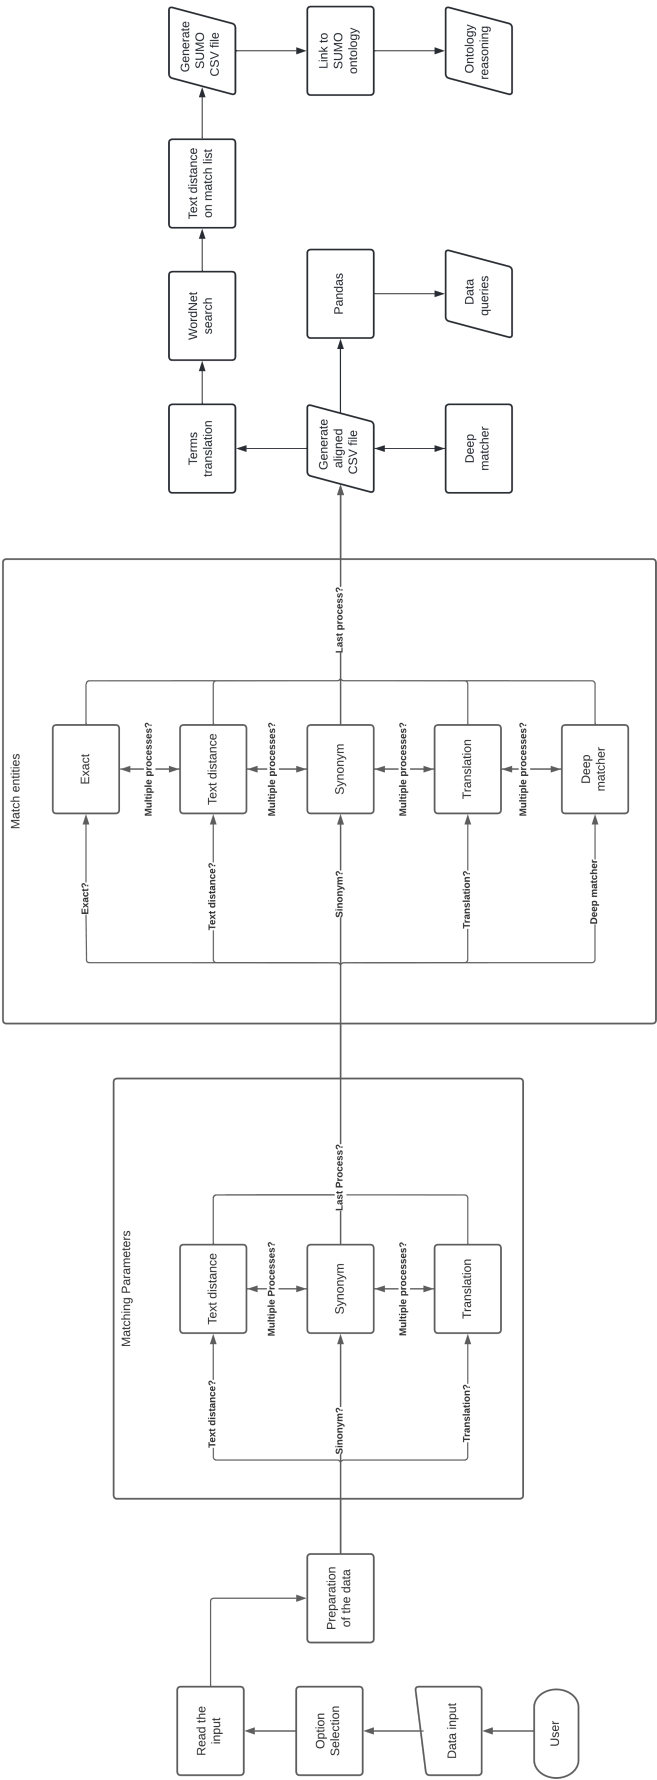 User
Data input
Option
Selection
Read the
input
Preparation
of the data
Matching Parameters
Text distance?
Sinonym?
Translation?
Text distance
Multiple Processes?
Synonym
Multiple processes?
Translation
Last Process?
Match entities
Exact?
Text distance?
Sinonym?
Translation?
Deep matcher
Exact
Multiple processes?
Text distance
Multiple processes?
Synonym
Multiple processes?
Translation
Multiple processes?
Deep
matcher
Last process?
Generate
aligned
CSV file
Deep
matcher
Pandas
Data
queries
Terms
translation
WordNet
search
Text distance
on match list
Generate
SUMO
CSV file
Link to
SUMO
ontology
Ontology
reasoning